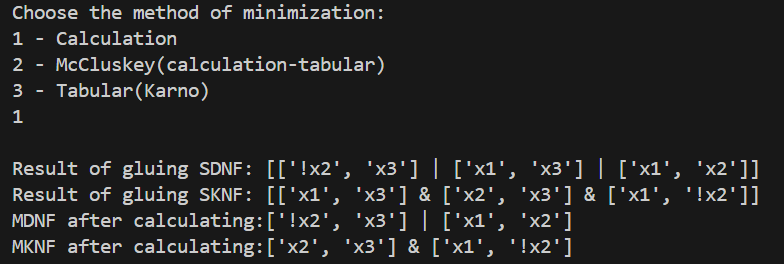 Choose the method of minimization:
1 - Calculation
2 - McCluskey(calculation-tabular)
3 - Tabular(Karno)
1
Result of gluing SDNF: [['!x2', 'x3'] | ['x1', 'x3'] | ['x1', 'x2']]
Result of gluing SKNF: [['x1', 'x3'] & ['x2', 'x3'] & ['x1', '!x2']]
MDNF after calculating:['!x2', 'x3'] | ['x1', 'x2']
MKNF after calculating:['x2', 'x3'] & ['x1', '!x2']